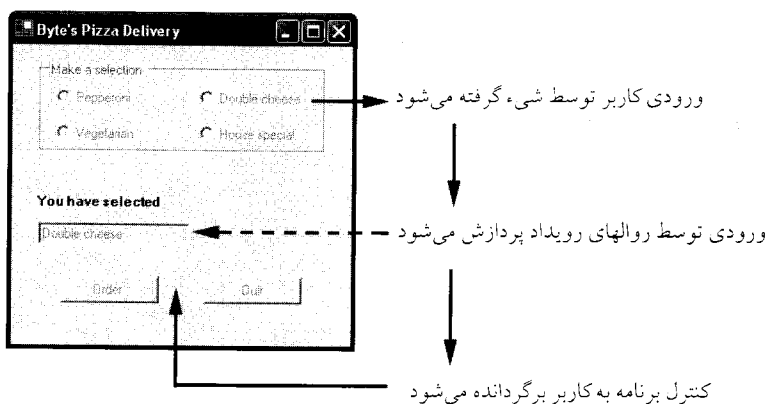 Byte's Pizza Delivery
Make a selection
Pepperoni
Double cheese
Vegetarian
House special
You have selected
Double cheese
Order
Quit
ورودی کاربر توسط شیء گرفته می‌شود
ورودی توسط روالهای رویداد پردازش می‌شود
کنترل برنامه به کاربر برگردانده می‌شود